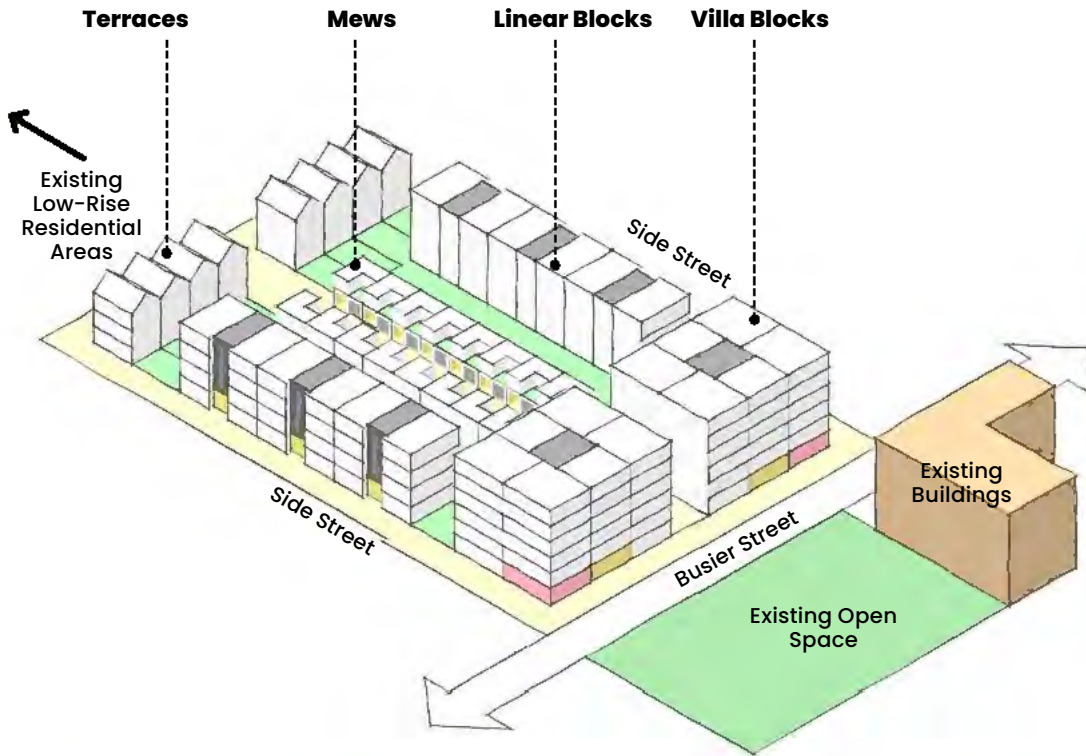 Terraces
Mews
Linear Blocks
Villa Blocks
Existing
Low-Rise
Residential
Areas
Side Street
Existing
Buildings
Side Street
Busier Street
Existing Open
Space